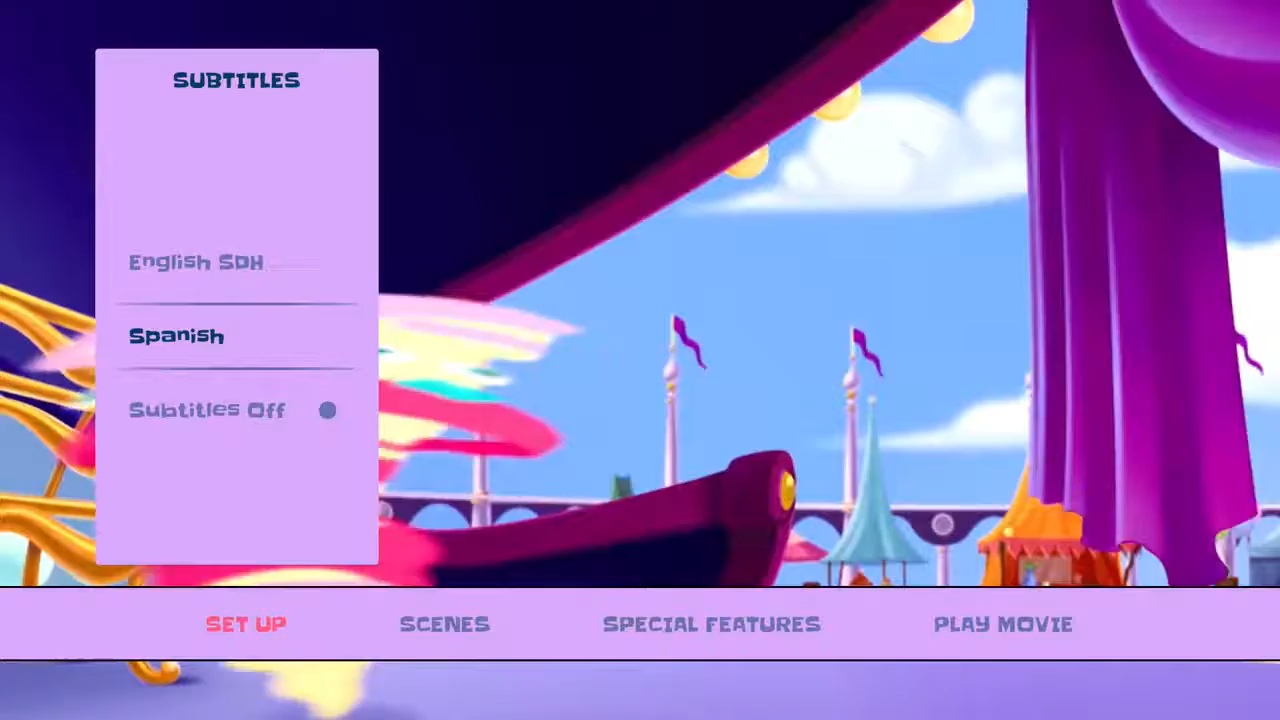 SUBTITLES
English SDH
Spanish
Subtitles Off
SET UP
SCENES
SPECIAL FEATURES
PLAY MOVIE